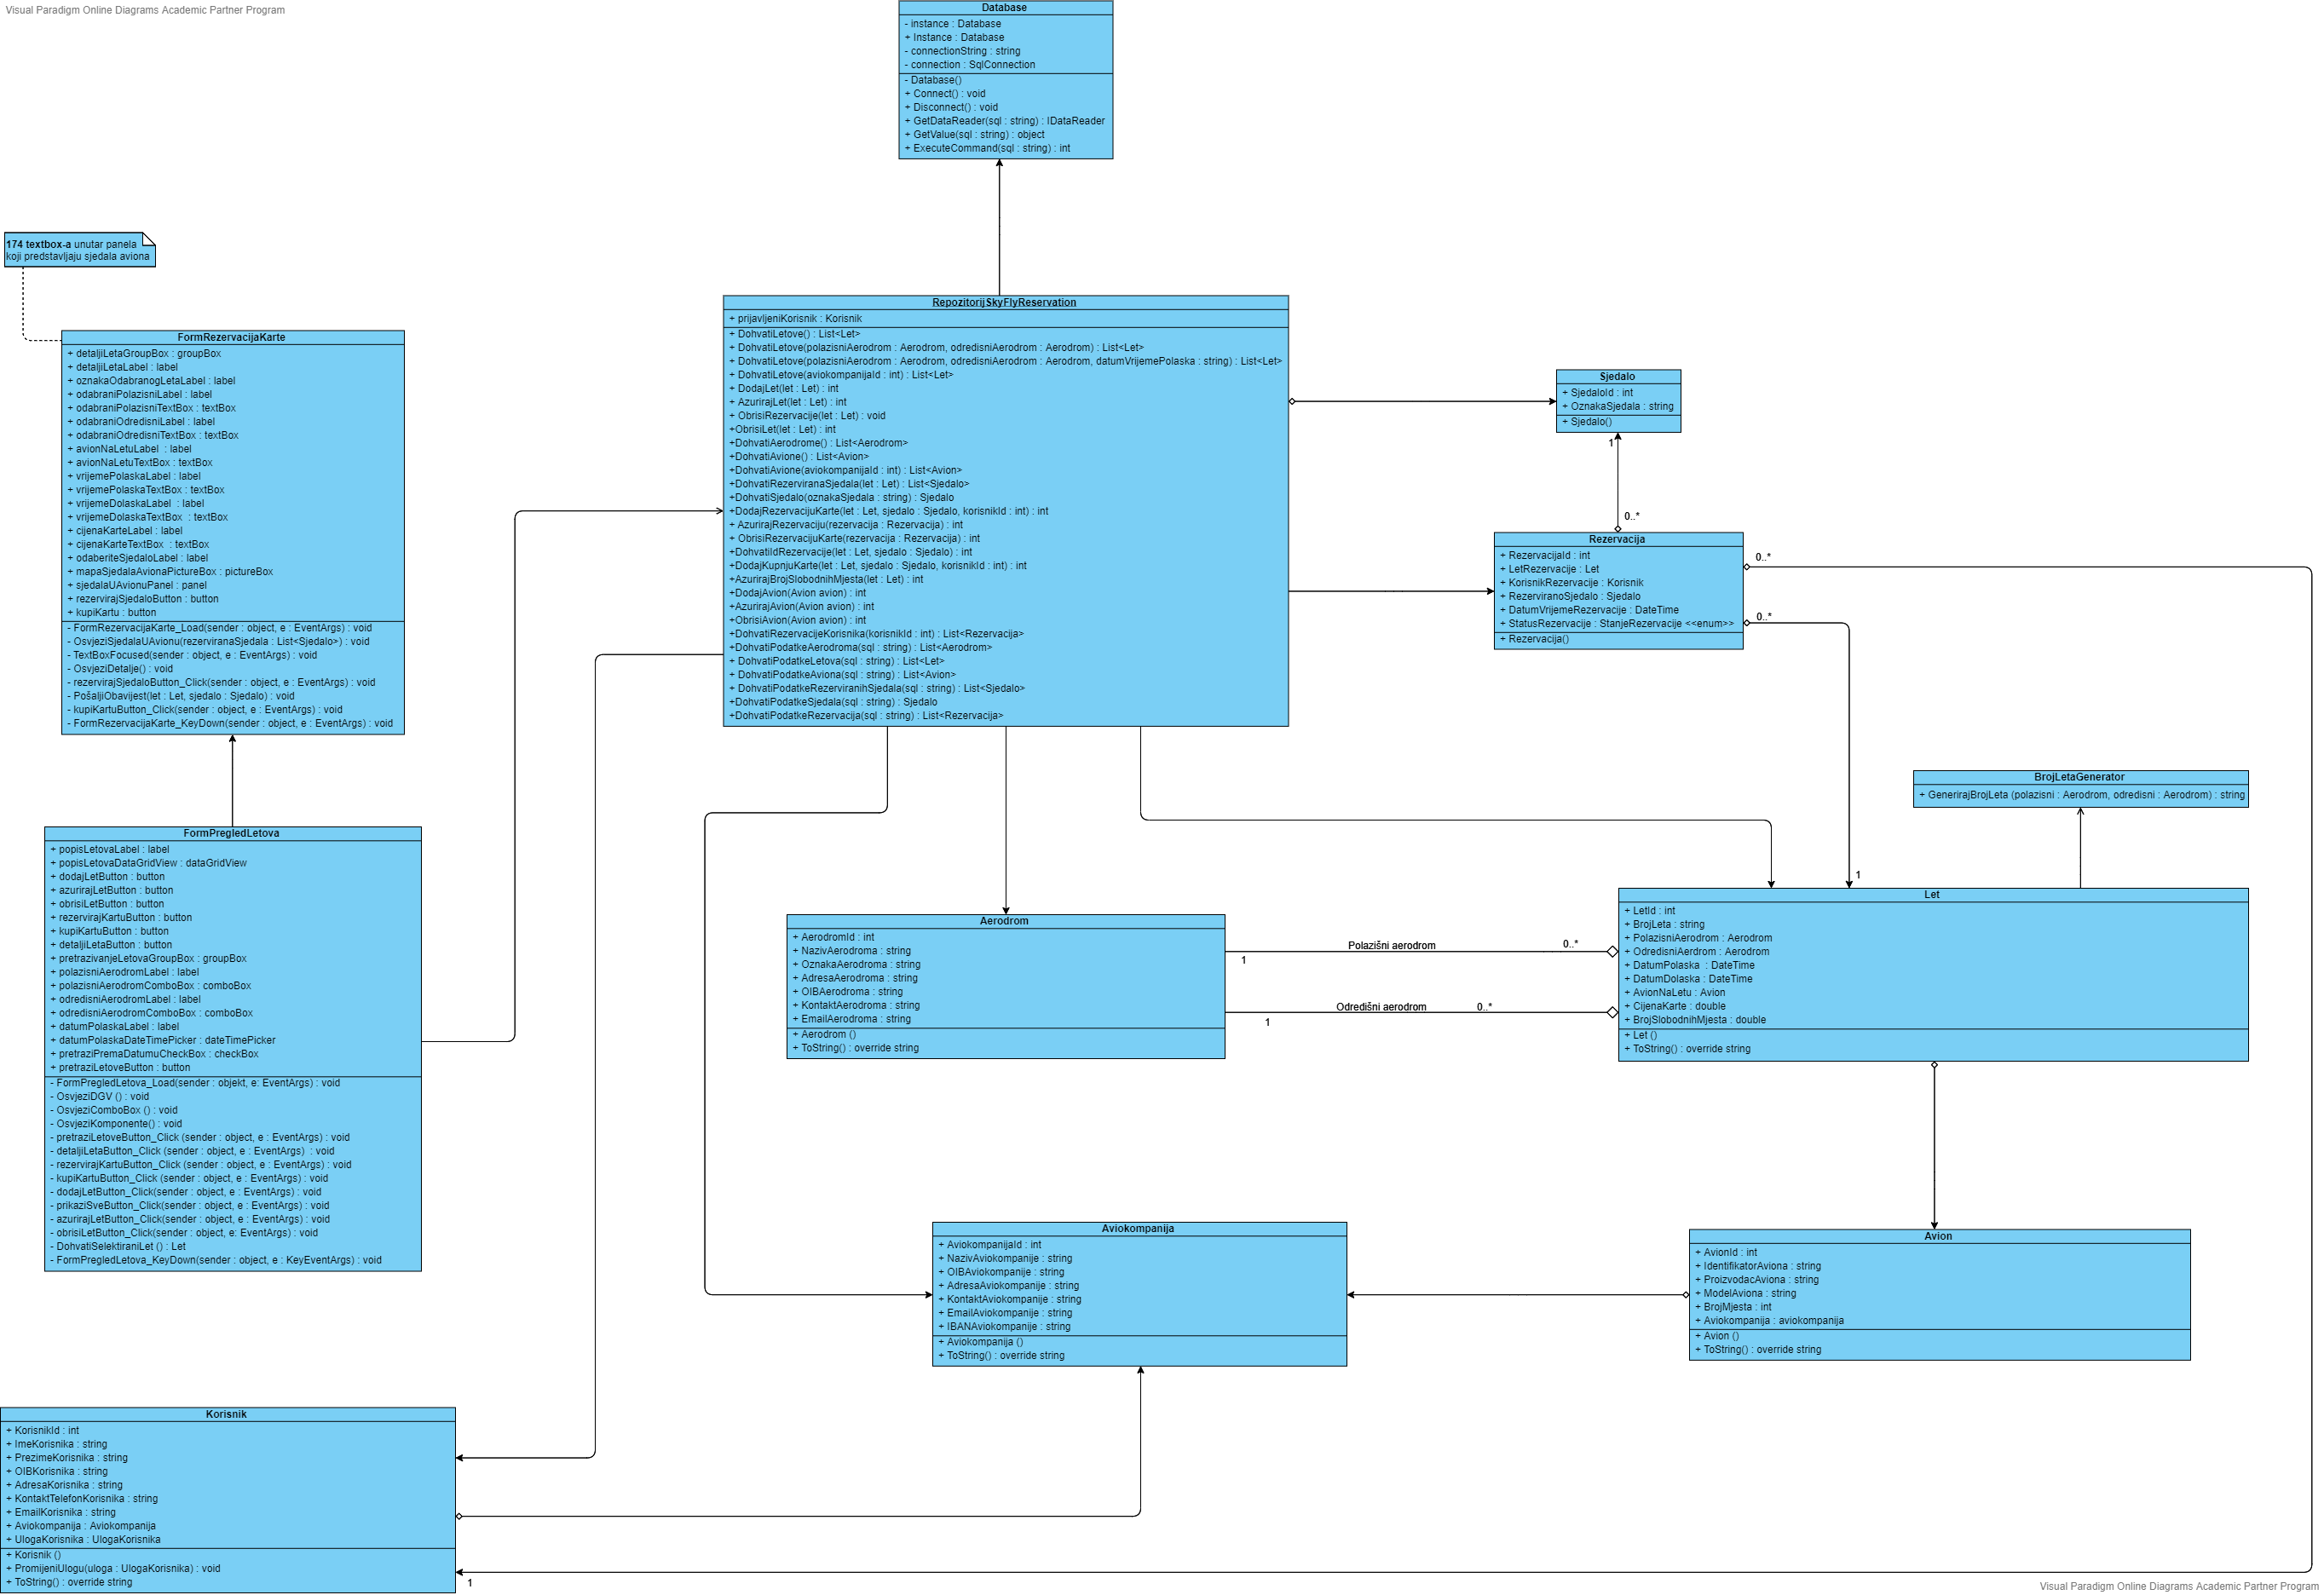 Visual Paradigm Online Diagrams Academic Partner Program
Database
- instance : Database
+ Instance : Database
- connectionString : string
- connection : SqlConnection
- Database()
+ Connect() : void
+ Disconnect() : void
+ GetDataReader(sql : string) : IDataReader
+ GetValue(sql : string) : object
+ ExecuteCommand(sql : string) : int
174 textbox-a unutar panela
koji predstavljaju sjedala aviona
FormRezervacijaKarte
+ detaljiLetaGroupBox : groupBox
+ detaljiLetaLabel : label
+ oznakaOdabranogLetaLabel : label
+ odabraniPolazisniLabel : label
+ odabraniPolazisniTextBox : textBox
+ odabraniOdredisniLabel : label
+ odabraniOdredisniTextBox : textBox
+ avionNaLetuLabel : label
+ avionNaLetuTextBox : textBox
+ vrijemePolaskaLabel : label
+ vrijemePolaskaTextBox : textBox
+ vrijemeDolaskaLabel : label
+ vrijemeDolaskaTextBox : textBox
+ cijenaKarteLabel : label
+ cijenaKarteTextBox : textBox
+ odaberiteSjedaloLabel : label
+ mapaSjedalaAvionaPictureBox : pictureBox
+ sjedalaUAvionuPanel : panel
+ rezervirajSjedaloButton : button
+ kupiKartu : button
- FormRezervacijaKarte_Load(sender : object, e : EventArgs) : void
- OsvjeziSjedalaUAvionu(rezerviranaSjedala : List<Sjedalo>) : void
- TextBoxFocused(sender : object, e : EventArgs) : void
- OsvjeziDetalje() : void
- rezervirajSjedaloButton_Click(sender : object, e : EventArgs) : void
- PošaljiObavijest(let : Let, sjedalo : Sjedalo) : void
- kupiKartuButton_Click(sender : object, e : EventArgs) : void
- FormRezervacijaKarte_KeyDown(sender : object, e : EventArgs) : void
RepozitorijSkyFlyReservation
+ prijavljeniKorisnik : Korisnik
+ DohvatiLetove() : List<Let>
+ DohvatiLetove(polazisniAerodrom : Aerodrom, odredisniAerodrom : Aerodrom) : List<Let>
+ DohvatiLetove(polazisniAerodrom : Aerodrom, odredisniAerodrom : Aerodrom, datumVrijemePolaska : string) : List<Let>
+ DohvatiLetove(aviokompanijaId : int) : List<Let>
+ DodajLet(let : Let) : int
+ AzurirajLet(let : Let) : int
+ ObrisiRezervacije(let : Let) : void
+ObrisiLet(let : Let) : int
+DohvatiAerodrome() : List<Aerodrom>
+DohvatiAvione() : List<Avion>
+DohvatiAvione(aviokompanijaId : int) : List<Avion>
+DohvatiRezerviranaSjedala(let : Let) : List<Sjedalo>
+DohvatiSjedalo(oznakaSjedala : string) : Sjedalo
+DodajRezervacijuKarte(let : Let, sjedalo : Sjedalo, korisnikId : int) : int
+ AzurirajRezervaciju(rezervacija : Rezervacija) : int
+ ObrisiRezervacijuKarte(rezervacija : Rezervacija) : int
+DohvatiIdRezervacije(let : Let, sjedalo : Sjedalo) : int
+DodajKupnjuKarte(let : Let, sjedalo : Sjedalo, korisnikId : int) : int
+AzurirajBrojSlobodnihMjesta(let : Let) : int
+DodajAvion(Avion avion) : int
+AzurirajAvion(Avion avion) : int
+ObrisiAvion(Avion avion) : int
+DohvatiRezervacijeKorisnika(korisnikId : int) : List<Rezervacija>
+DohvatiPodatkeAerodroma(sql : string) : List<Aerodrom>
+ DohvatiPodatkeLetova(sql : string) : List<Let>
+ DohvatiPodatkeAviona(sql : string) : List<Avion>
+ DohvatiPodatkeRezerviranihSjedala(sql : string) : List<Sjedalo>
+DohvatiPodatkeSjedala(sql : string) : Sjedalo
+DohvatiPodatkeRezervacija(sql : string) : List<Rezervacija>
Sjedalo
+ SjedaloId : int
+ OznakaSjedala : string
+ Sjedalo()
1
0..*
Rezervacija
+ RezervacijaId : int
+ LetRezervacije : Let
+ KorisnikRezervacije : Korisnik
+ RezerviranoSjedalo : Sjedalo
+ DatumVrijemeRezervacije : DateTime
+ StatusRezervacije : StanjeRezervacije <<enum>>
+ Rezervacija()
0..*
0..*
BrojLetaGenerator
+ GenerirajBrojLeta (polazisni : Aerodrom, odredisni : Aerodrom) : string
FormPregledLetova
+ popisLetovaLabel : label
+ popisLetovaDataGridView : dataGridView
+ dodajLetButton : button
+ azurirajLetButton : button
+ obrisiLetButton : button
+ rezervirajKartuButton : button
+ kupiKartuButton : button
+ detaljiLetaButton : button
+ pretrazivanjeLetovaGroupBox : groupBox
+ polazisniAerodromLabel : label
+ polazisniAerodromComboBox : comboBox
+ odredisniAerodromLabel : label
+ odredisniAerodromComboBox : comboBox
+ datumPolaskaLabel : label
+ datumPolaskaDateTimePicker : dateTimePicker
+ pretraziPremaDatumuCheckBox : checkBox
+ pretraziLetoveButton : button
- FormPregledLetova_Load(sender : objekt, e: EventArgs) : void
- OsvjeziDGV () : void
- OsvjeziComboBox () : void
- OsvjeziKomponente() : void
- pretraziLetoveButton_Click (sender : object, e : EventArgs) : void
- detaljiLetaButton_Click (sender : object, e : EventArgs) : void
- rezervirajKartuButton_Click (sender : object, e : EventArgs) : void
- kupiKartuButton_Click (sender : object, e : EventArgs) : void
- dodajLetButton_Click(sender : object, e : EventArgs) : void
- prikaziSveButton_Click(sender : object, e : EventArgs) : void
- azurirajLetButton_Click(sender : object, e : EventArgs) : void
- obrisiLetButton_Click(sender : object, e: EventArgs) : void
- DohvatiSelektiraniLet () : Let
- FormPregledLetova_KeyDown(sender : object, e : KeyEventArgs) : void
Aerodrom
+ AerodromId : int
+ NazivAerodroma : string
+ OznakaAerodroma : string
+ AdresaAerodroma : string
+ OIBAerodroma : string
+ KontaktAerodroma : string
+ EmailAerodroma : string
+ Aerodrom ()
+ ToString() : override string
Polazišni aerodrom
0..*
1
Odredišni aerodrom
0..*
1
1
Let
+ LetId : int
+ BrojLeta : string
+ PolazisniAerodrom : Aerodrom
+ OdredisniAerdrom : Aerodrom
+ DatumPolaska : DateTime
+ DatumDolaska : DateTime
+ AvionNaLetu : Avion
+ CijenaKarte : double
+ BrojSlobodnihMjesta : double
+ Let ()
+ ToString() : override string
Aviokompanija
+ AviokompanijaId : int
+ NazivAviokompanije : string
+ OIBAviokompanije : string
+ AdresaAviokompanije : string
+ KontaktAviokompanije : string
+ EmailAviokompanije : string
+ IBANAviokompanije : string
+ Aviokompanija ()
+ ToString() : override string
Avion
+ AvionId : int
+ IdentifikatorAviona : string
+ ProizvodacAviona : string
+ ModelAviona : string
+ BrojMjesta : int
+ Aviokompanija : aviokompanija
+ Avion ()
+ ToString() : override string
Korisnik
+ KorisnikId : int
+ ImeKorisnika : string
+ PrezimeKorisnika : string
+ OIBKorisnika : string
+ AdresaKorisnika : string
+ KontaktTelefonKorisnika : string
+ EmailKorisnika : string
+ Aviokompanija : Aviokompanija
+ UlogaKorisnika : UlogaKorisnika
+ Korisnik ()
+ PromijeniUlogu(uloga : UlogaKorisnika) : void
+ ToString() : override string
1
Visual Paradigm Online Diagrams Academic Partner Program